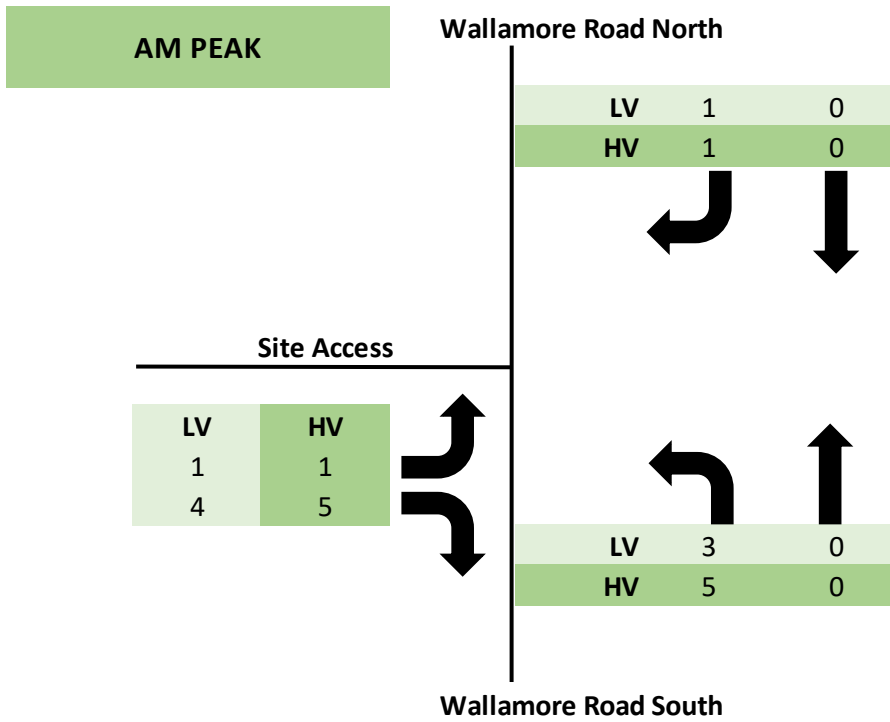 Wallamore Road North
AM PEAK
LV 1 0
HV 1 0
Site Access
LV HV
1 1
4 5
LV 3 0
HV 5 0
Wallamore Road South